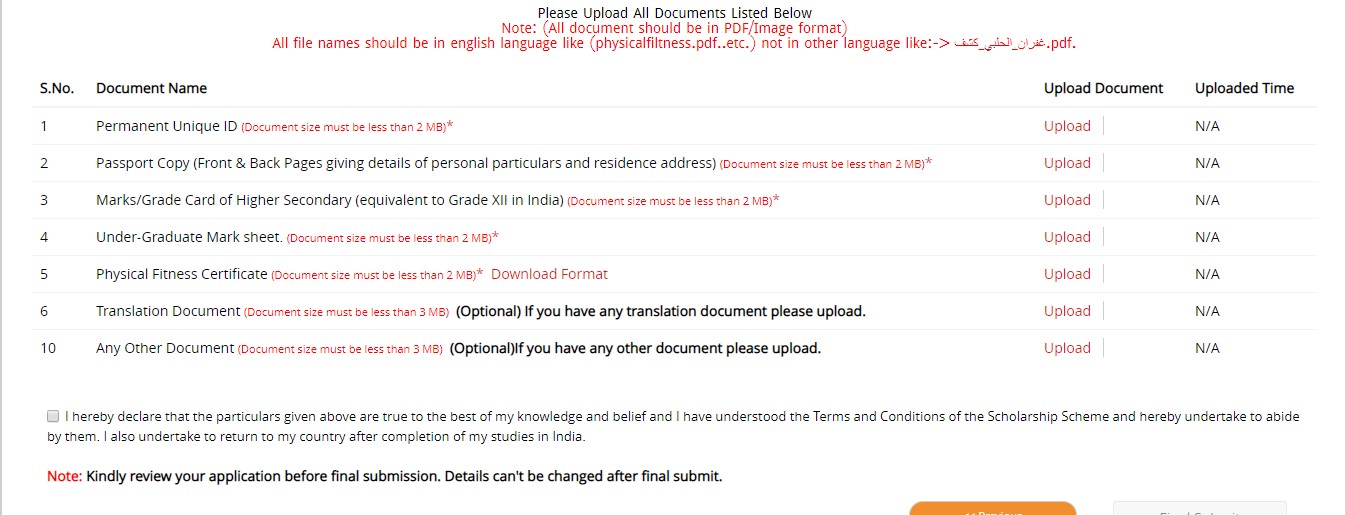 Please Upload All Documents Listed Below
Note: (All document should be in PDF/Image format)
All file names should be in english language like (physicalfiltness.pdf..etc.) not in other language like:-> غفران_الحلبي_كشف.pdf.
S.No. Document Name Upload Document Uploaded Time
1 Permanent Unique ID (Document size must be less than 2 MB)* Upload N/A
2 Passport Copy (Front & Back Pages giving details of personal particulars and residence address) (Document size must be less than 2 MB)* Upload N/A
3 Marks/Grade Card of Higher Secondary (equivalent to Grade XII in India) (Document size must be less than 2 MB)* Upload N/A
4 Under-Graduate Mark sheet. (Document size must be less than 2 MB)* Upload N/A
5 Physical Fitness Certificate (Document size must be less than 2 MB)* Download Format Upload N/A
6 Translation Document (Document size must be less than 3 MB) (Optional) If you have any translation document please upload. Upload N/A
10 Any Other Document (Document size must be less than 3 MB) (Optional)If you have any other document please upload. Upload N/A
I hereby declare that the particulars given above are true to the best of my knowledge and belief and I have understood the Terms and Conditions of the Scholarship Scheme and hereby undertake to abide
by them. I also undertake to return to my country after completion of my studies in India.
Note: Kindly review your application before final submission. Details can't be changed after final submit.